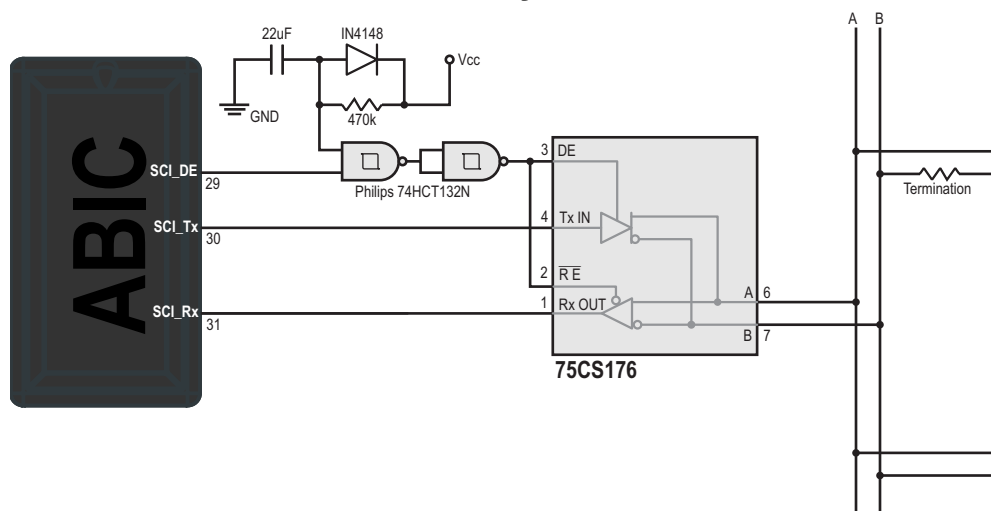 A B
22uF
IN4148
Vcc
GND
470k
ABIC
SCI_DE
29
Philips 74HCT132N
3 DE
Termination
SCI_Tx
30
4 Tx IN
2 RE
A 6
SCI_Rx
31
1 Rx OUT
B 7
75CS176